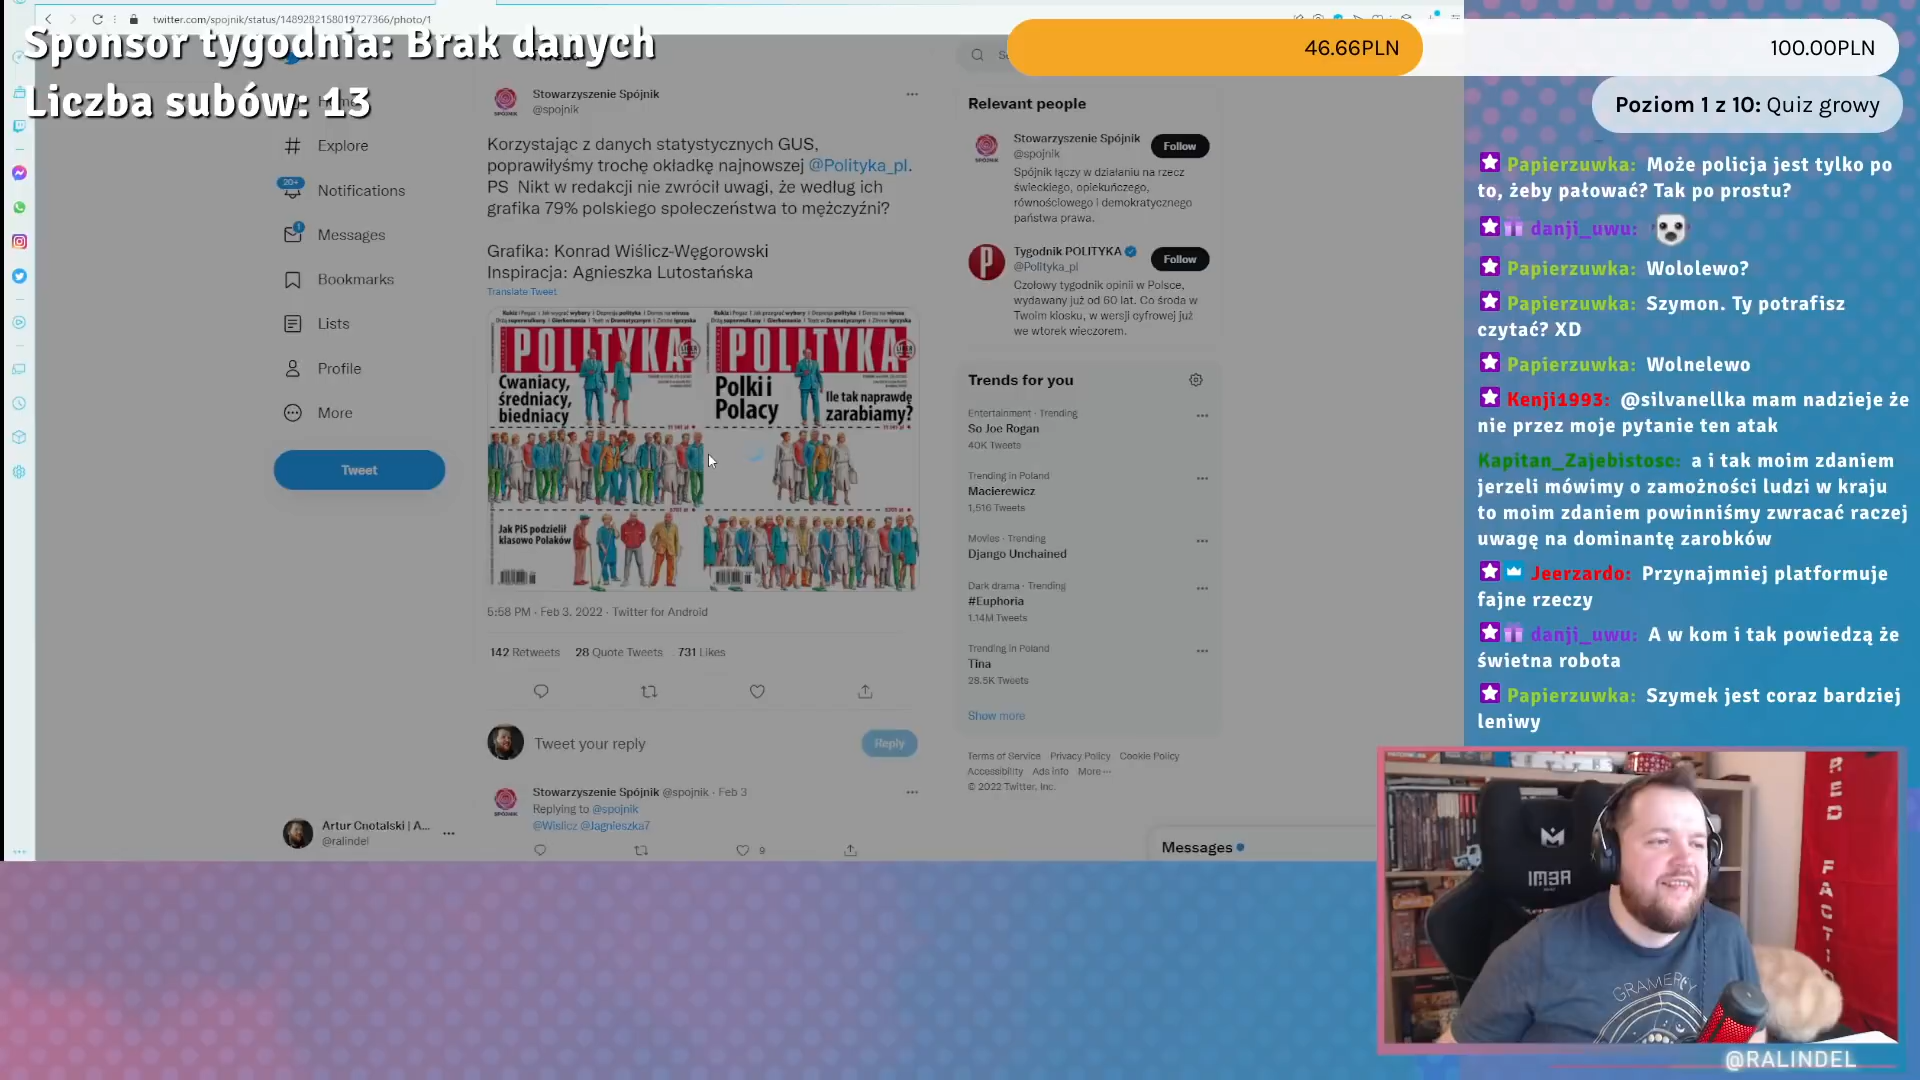 twitter.com/spojnik/status/1489282158019727366/photo/1
Sponsor tygodnia: Brak danych
Liczba subów: 13
46.66PLN
100.00PLN
Poziom 1 z 10: Quiz growy
Explore
20+
Notifications
1
Messages
Bookmarks
Lists
Profile
More
Tweet
Artur Cnotalski | A...
@ralindel
Stowarzyszenie Spójnik
@spojnik
Korzystając z danych statystycznych GUS,
poprawiłyśmy trochę okładkę najnowszej @Polityka_pl.
PS Nikt w redakcji nie zwrócił uwagi, że według ich
grafika 79% polskiego społeczeństwa to mężczyźni?
Grafika: Konrad Wiślicz-Węgorowski
Inspiracja: Agnieszka Lutostańska
Translate Tweet
POLITYKA
Cwaniacy,
średniacy,
biedniacy
Jak PiS podzielił
klasowo Polaków
POLITYKA
Polki i
Polacy
Ile tak naprawdę
zarabiamy?
5:58 PM · Feb 3, 2022 · Twitter for Android
142 Retweets 28 Quote Tweets 731 Likes
Tweet your reply
Reply
Stowarzyszenie Spójnik @spojnik · Feb 3
Replying to @spojnik
@Wislicz @Jagnieszka7
9
Relevant people
Stowarzyszenie Spójnik
@spojnik
Follow
Spójnik łączy w działaniu na rzecz
świeckiego, opiekuńczego,
równościowego i demokratycznego
państwa prawa.
Tygodnik POLITYKA
@Polityka_pl
Follow
Czołowy tygodnik opinii w Polsce,
wydawany już od 60 lat. Co środa w
Twoim kiosku, w wersji cyfrowej już
we wtorek wieczorem.
Trends for you
Entertainment · Trending
So Joe Rogan
40K Tweets
Trending in Poland
Macierewicz
1,516 Tweets
Movies · Trending
Django Unchained
Dark drama · Trending
#Euphoria
1.14M Tweets
Trending in Poland
Tina
28.5K Tweets
Show more
Terms of Service Privacy Policy Cookie Policy
Accessibility Ads info More
© 2022 Twitter, Inc.
Messages
Papierzuwka: Może policja jest tylko po
to, żeby pałować? Tak po prostu?
danji_uwu:
Papierzuwka: Wololewo?
Papierzuwka: Szymon. Ty potrafisz
czytać? XD
Papierzuwka: Wolnelewo
Kenji1993: @silvanellka mam nadzieje że
nie przez moje pytanie ten atak
Kapitan_Zajebistosc: a i tak moim zdaniem
jerzeli mówimy o zamożności ludzi w kraju
to moim zdaniem powinniśmy zwracać raczej
uwagę na dominantę zarobków
Jeerzardo: Przynajmniej platformuje
fajne rzeczy
danji_uwu: A w kom i tak powiedzą że
świetna robota
Papierzuwka: Szymek jest coraz bardziej
leniwy
RED
FACTI
GRAMERCY
@RALINDEL